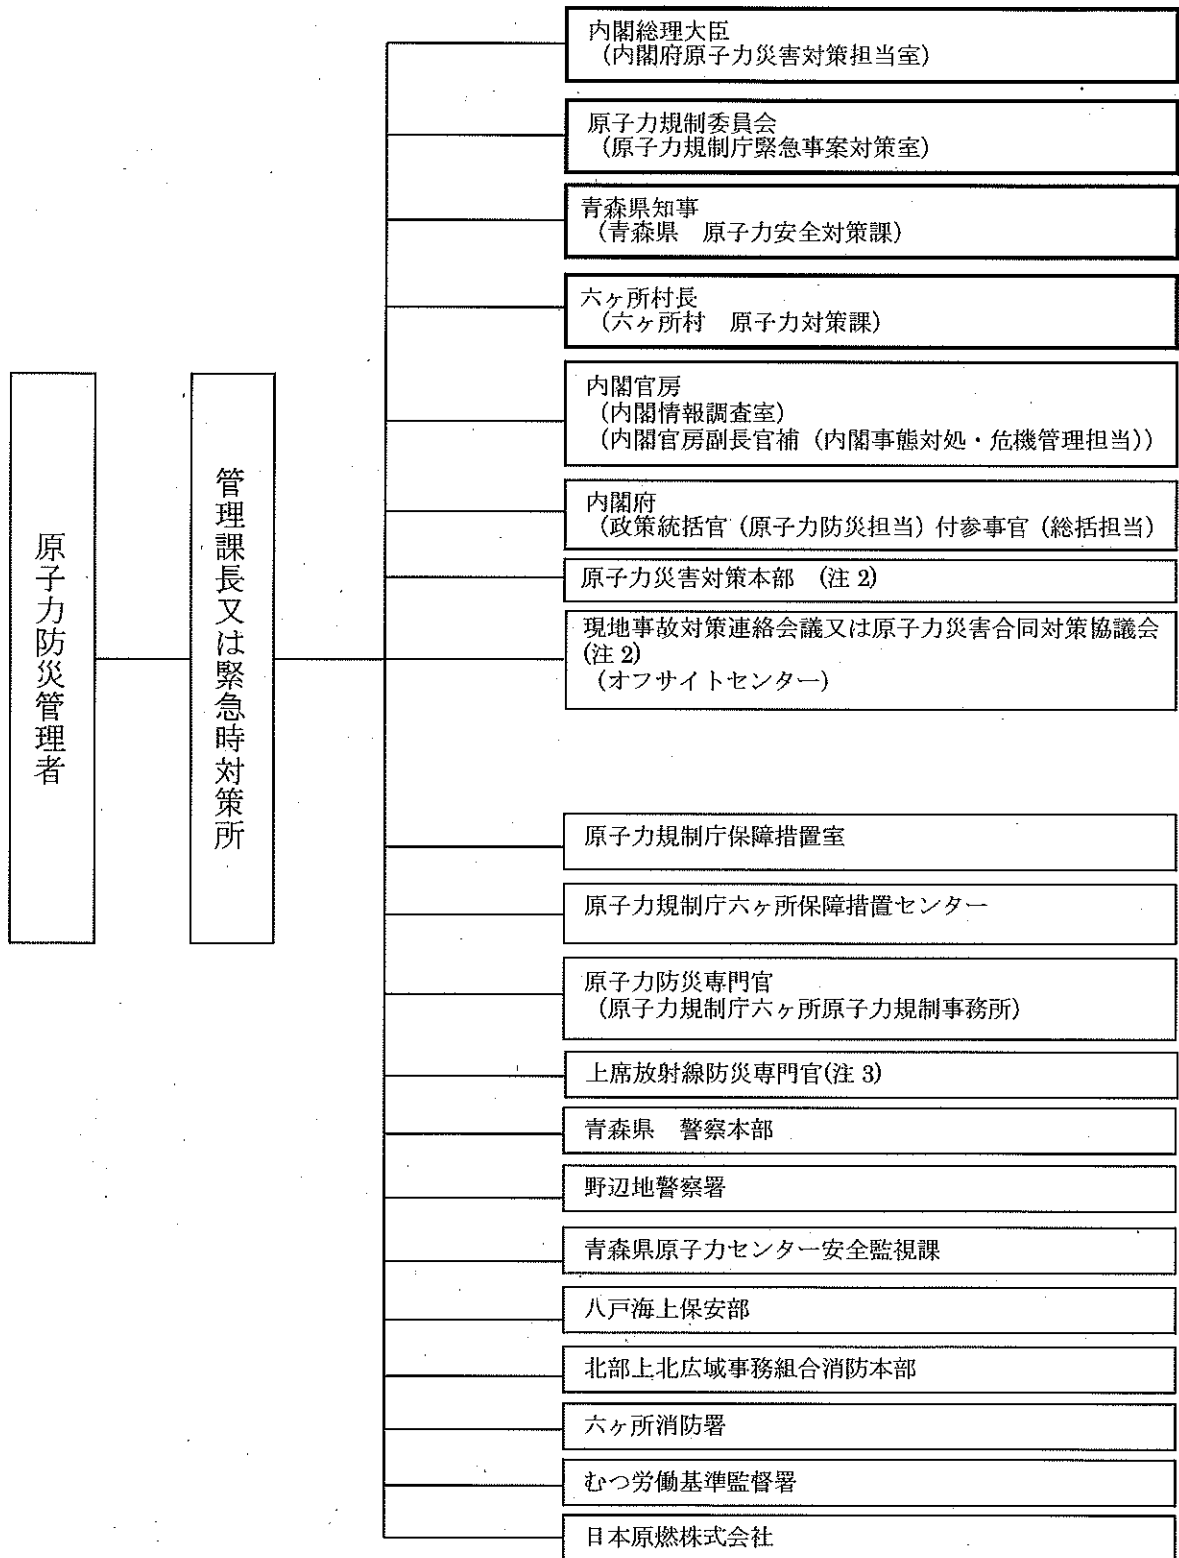 内閣総理大臣
（内閣府原子力災害対策担当室）
原子力規制委員会
（原子力規制庁緊急事案対策室）
青森県知事
（青森県　原子力安全対策課）
六ヶ所村長
（六ヶ所村　原子力対策課）
内閣官房
（内閣情報調査室）
（内閣官房副長官補（内閣事態対処・危機管理担当））
内閣府
（政策統括官（原子力防災担当）付参事官（総括担当）
原子力災害対策本部　（注 2）
現地事故対策連絡会議又は原子力災害合同対策協議会
(注 2)
（オフサイトセンター）
原子力防災管理者
管理課長又は緊急時対策所
原子力規制庁保障措置室
原子力規制庁六ヶ所保障措置センター
原子力防災専門官
（原子力規制庁六ヶ所原子力規制事務所）
上席放射線防災専門官(注 3)
青森県　警察本部
野辺地警察署
青森県原子力センター安全監視課
八戸海上保安部
北部上北広域事務組合消防本部
六ヶ所消防署
むつ労働基準監督署
日本原燃株式会社